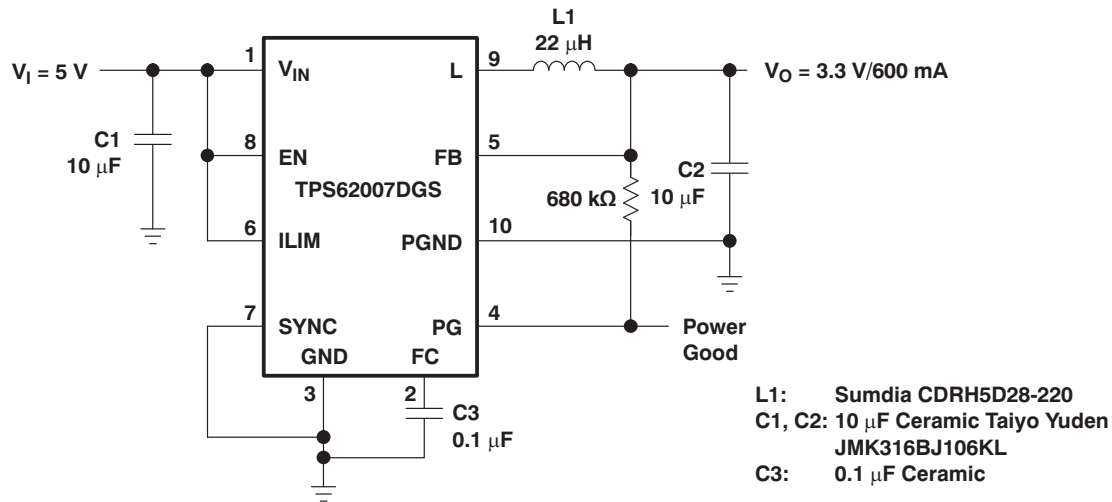 L1
22 μH
V_I = 5 V
1
V_IN
L
9
V_O = 3.3 V/600 mA
C1
10 μF
8
EN
FB
5
TPS62007DGS
680 kΩ
C2
10 μF
6
ILIM
PGND
10
7
SYNC
PG
4
Power
Good
GND
FC
3
2
C3
0.1 μF
L1: Sumdia CDRH5D28-220
C1, C2: 10 μF Ceramic Taiyo Yuden
JMK316BJ106KL
C3: 0.1 μF Ceramic